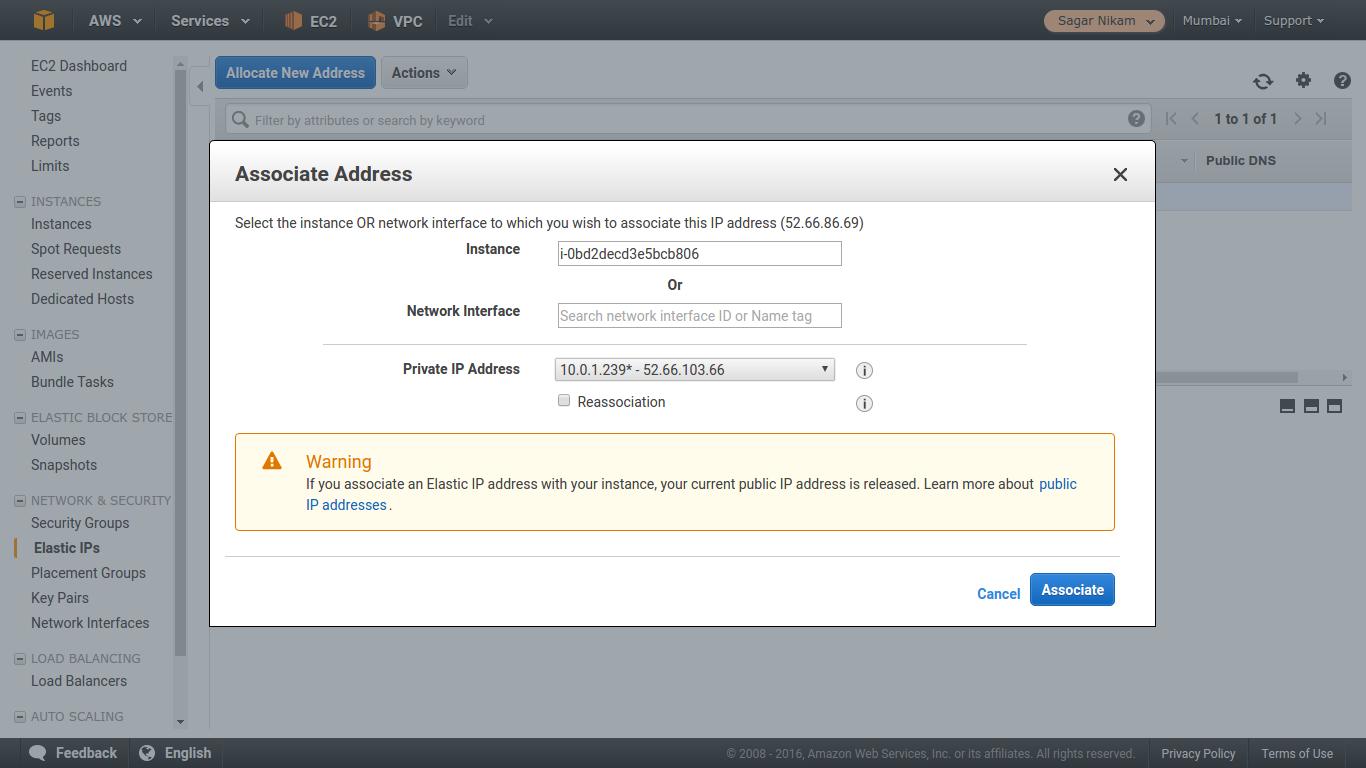 AWS Services EC2 VPC Edit Sagar Nikam Mumbai Support
EC2 Dashboard
Events
Tags
Reports
Limits
INSTANCES
Instances
Spot Requests
Reserved Instances
Dedicated Hosts
IMAGES
AMIs
Bundle Tasks
ELASTIC BLOCK STORE
Volumes
Snapshots
NETWORK & SECURITY
Security Groups
Elastic IPs
Placement Groups
Key Pairs
Network Interfaces
LOAD BALANCING
Load Balancers
AUTO SCALING
Allocate New Address Actions
Filter by attributes or search by keyword
1 to 1 of 1
Public DNS
Associate Address
Select the instance OR network interface to which you wish to associate this IP address (52.66.86.69)
Instance i-0bd2decd3e5bcb806
Or
Network Interface Search network interface ID or Name tag
Private IP Address 10.0.1.239* - 52.66.103.66
Reassociation
Warning
If you associate an Elastic IP address with your instance, your current public IP address is released. Learn more about public
IP addresses.
Cancel Associate
Feedback English © 2008 - 2016, Amazon Web Services, Inc. or its affiliates. All rights reserved. Privacy Policy Terms of Use